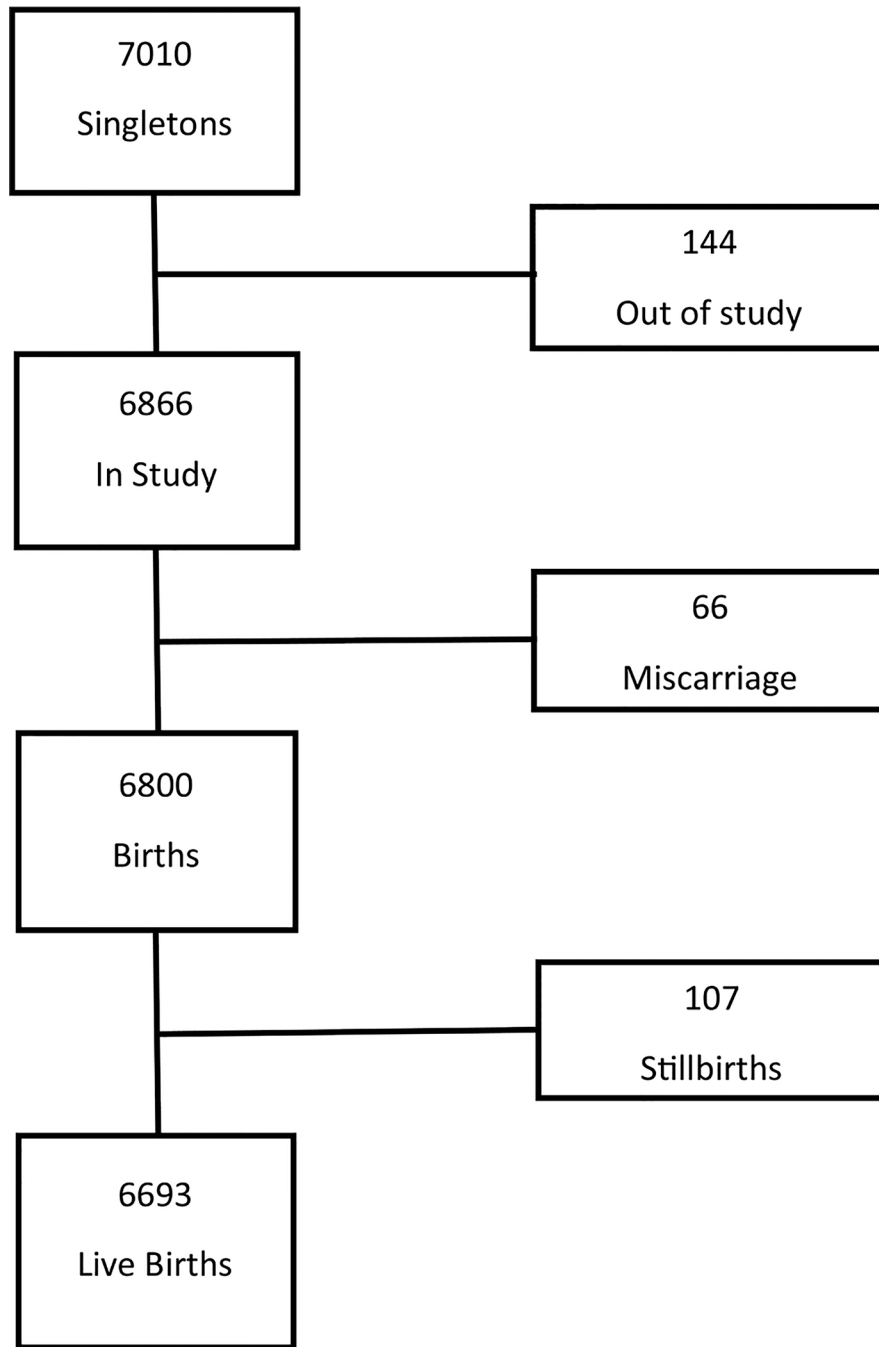 7010
Singletons
144
Out of study
6866
In Study
66
Miscarriage
6800
Births
107
Stillbirths
6693
Live Births